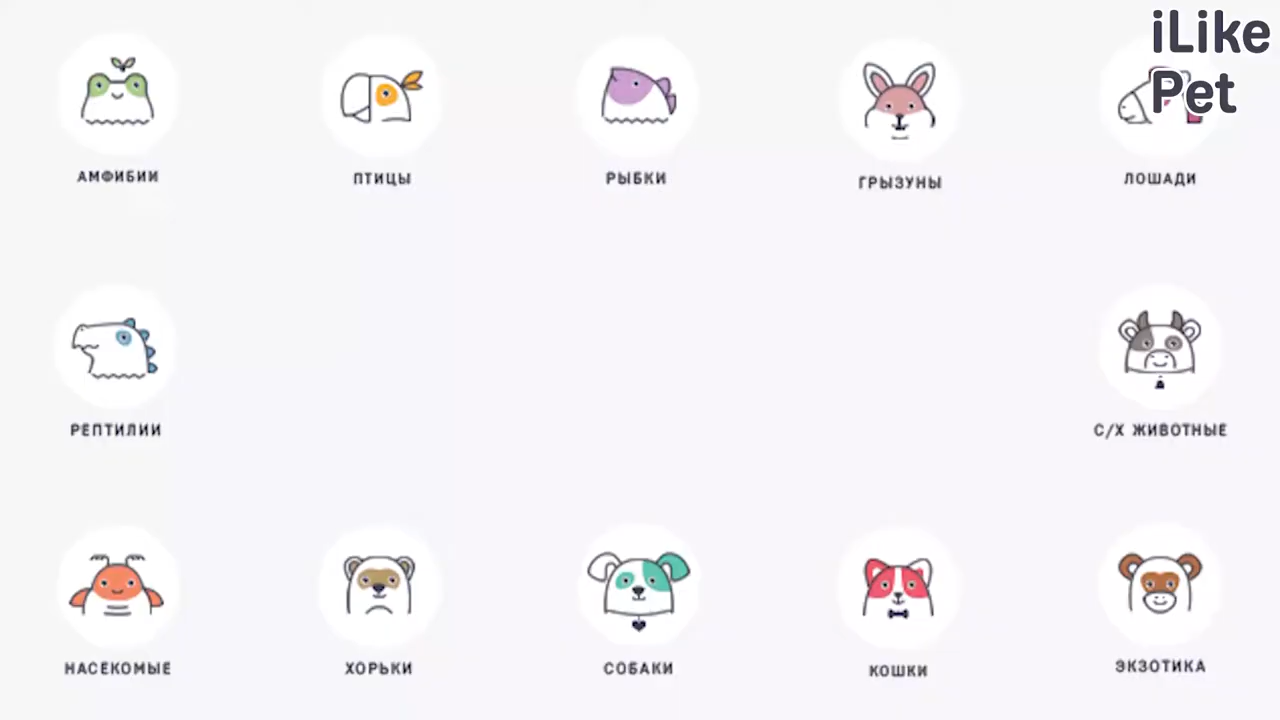 iLike
Pet
АМФИБИИ
ПТИЦЫ
РЫБКИ
ГРЫЗУНЫ
ЛОШАДИ
РЕПТИЛИИ
С/Х ЖИВОТНЫЕ
НАСЕКОМЫЕ
ХОРЬКИ
СОБАКИ
КОШКИ
ЭКЗОТИКА